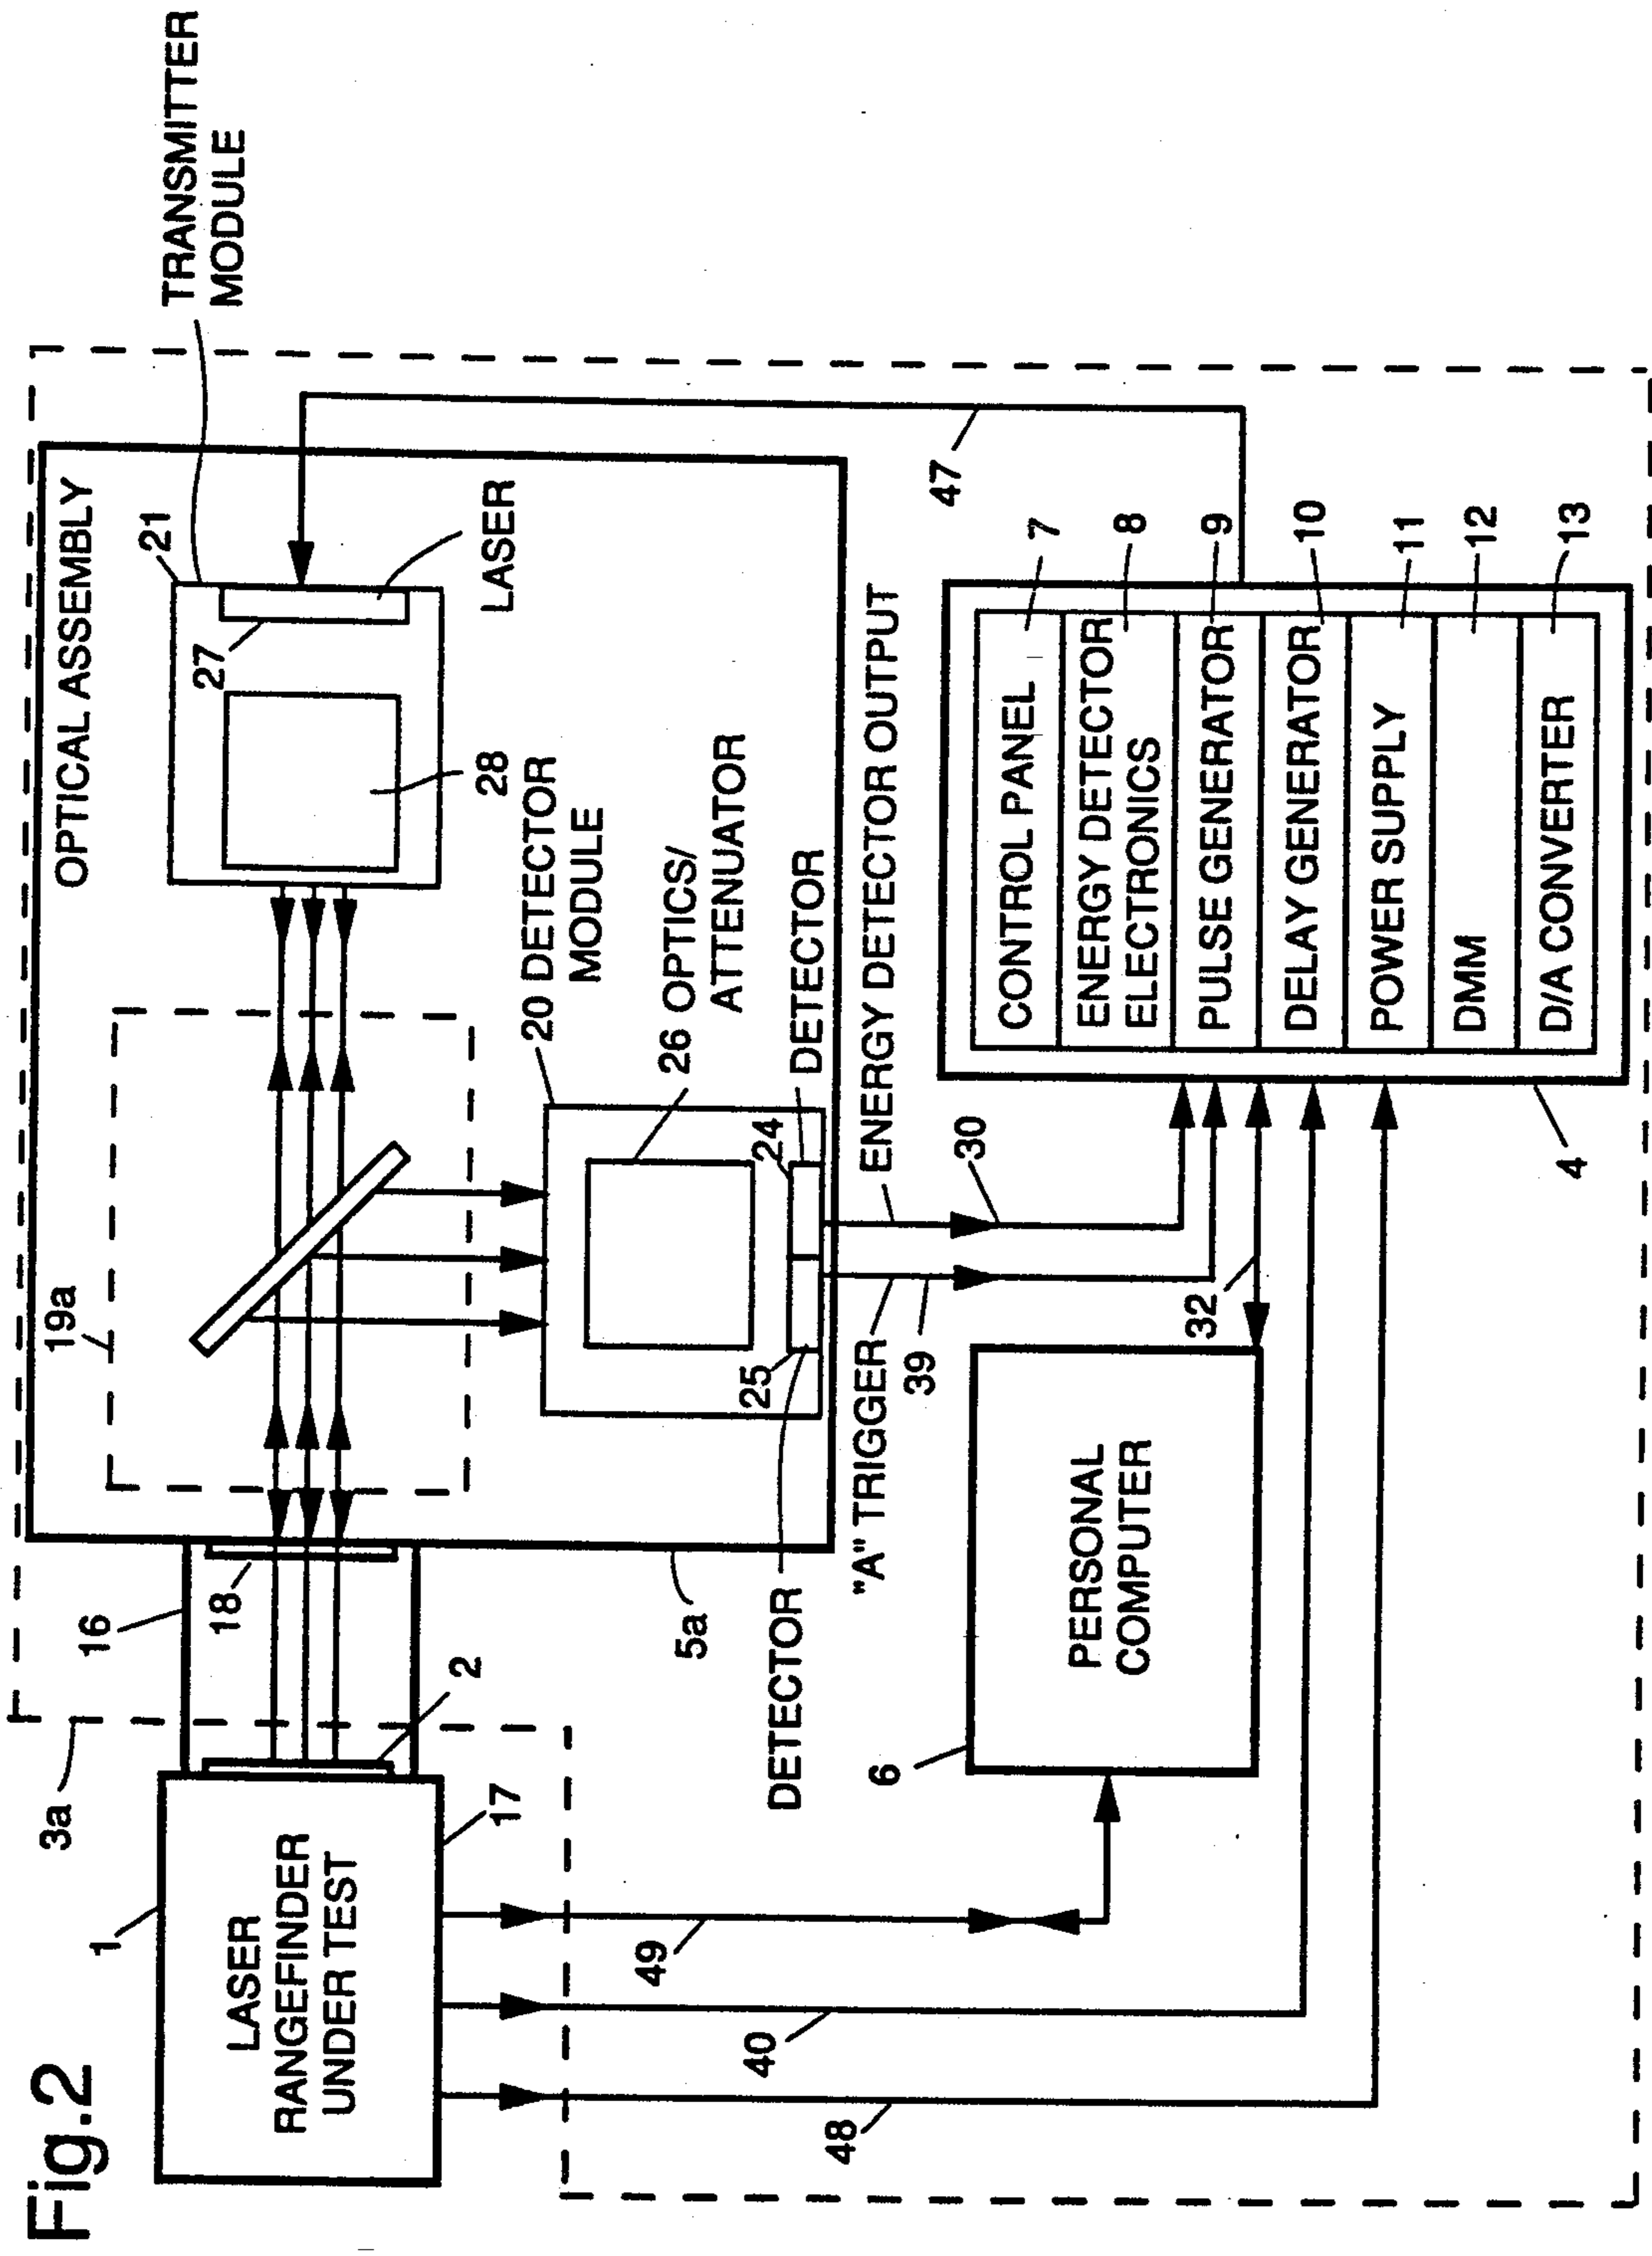 Fig.2
3a
1
LASER
RANGEFINDER
UNDER TEST
17
2
16
18
19a
OPTICAL ASSEMBLY
21
TRANSMITTER
MODULE
27
LASER
28
20 DETECTOR
MODULE
26 OPTICS/
ATTENUATOR
24
DETECTOR
25
DETECTOR
5a
ENERGY DETECTOR OUTPUT
30
"A" TRIGGER
39
32
47
6
PERSONAL
COMPUTER
49
40
48
4
CONTROL PANEL
7
ENERGY DETECTOR
ELECTRONICS
8
PULSE GENERATOR
9
DELAY GENERATOR
10
POWER SUPPLY
11
DMM
12
D/A CONVERTER
13